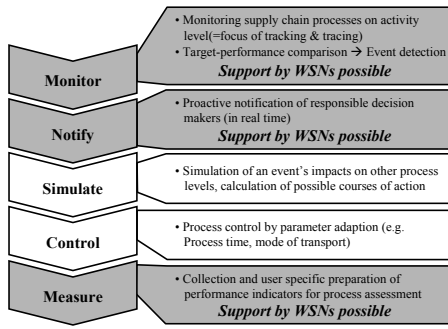 • Monitoring supply chain processes on activity
level(=focus of tracking & tracing)
• Target-performance comparison → Event detection
Support by WSNs possible
Monitor
• Proactive notification of responsible decision
makers (in real time)
Support by WSNs possible
Notify
• Simulation of an event's impacts on other process
levels, calculation of possible courses of action
Simulate
• Process control by parameter adaption (e.g.
Process time, mode of transport)
Control
• Collection and user specific preparation of
performance indicators for process assessment
Support by WSNs possible
Measure